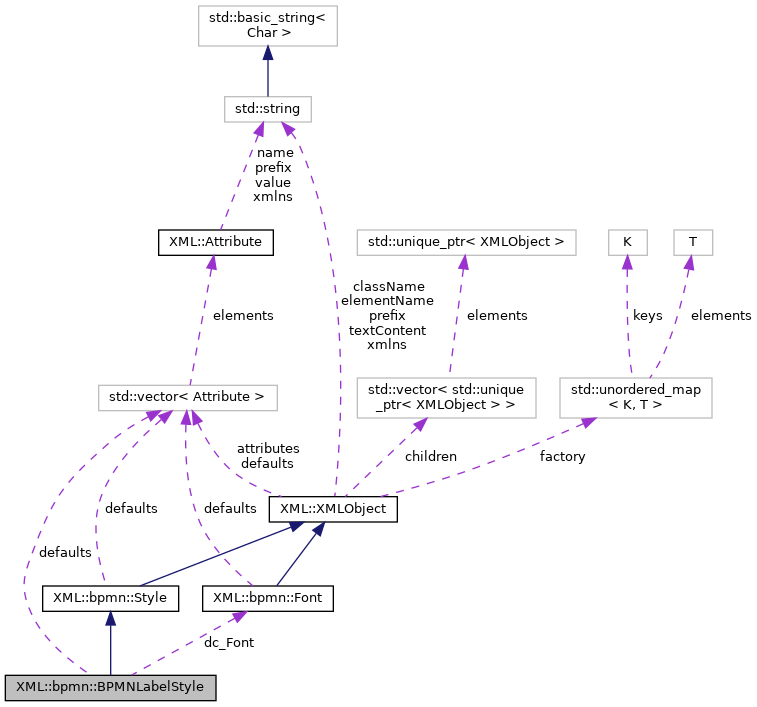 std::basic_string<
Char >
std::string
name
prefix
value
xmlns
XML::Attribute
std::unique_ptr< XMLObject >
K
T
className
elementName
prefix
textContent
xmlns
elements
elements
keys
elements
std::vector< Attribute >
std::vector< std::unique
_ptr< XMLObject > >
std::unordered_map
< K, T >
attributes
defaults
children
factory
defaults
defaults
XML::XMLObject
defaults
XML::bpmn::Style
XML::bpmn::Font
dc_Font
XML::bpmn::BPMNLabelStyle